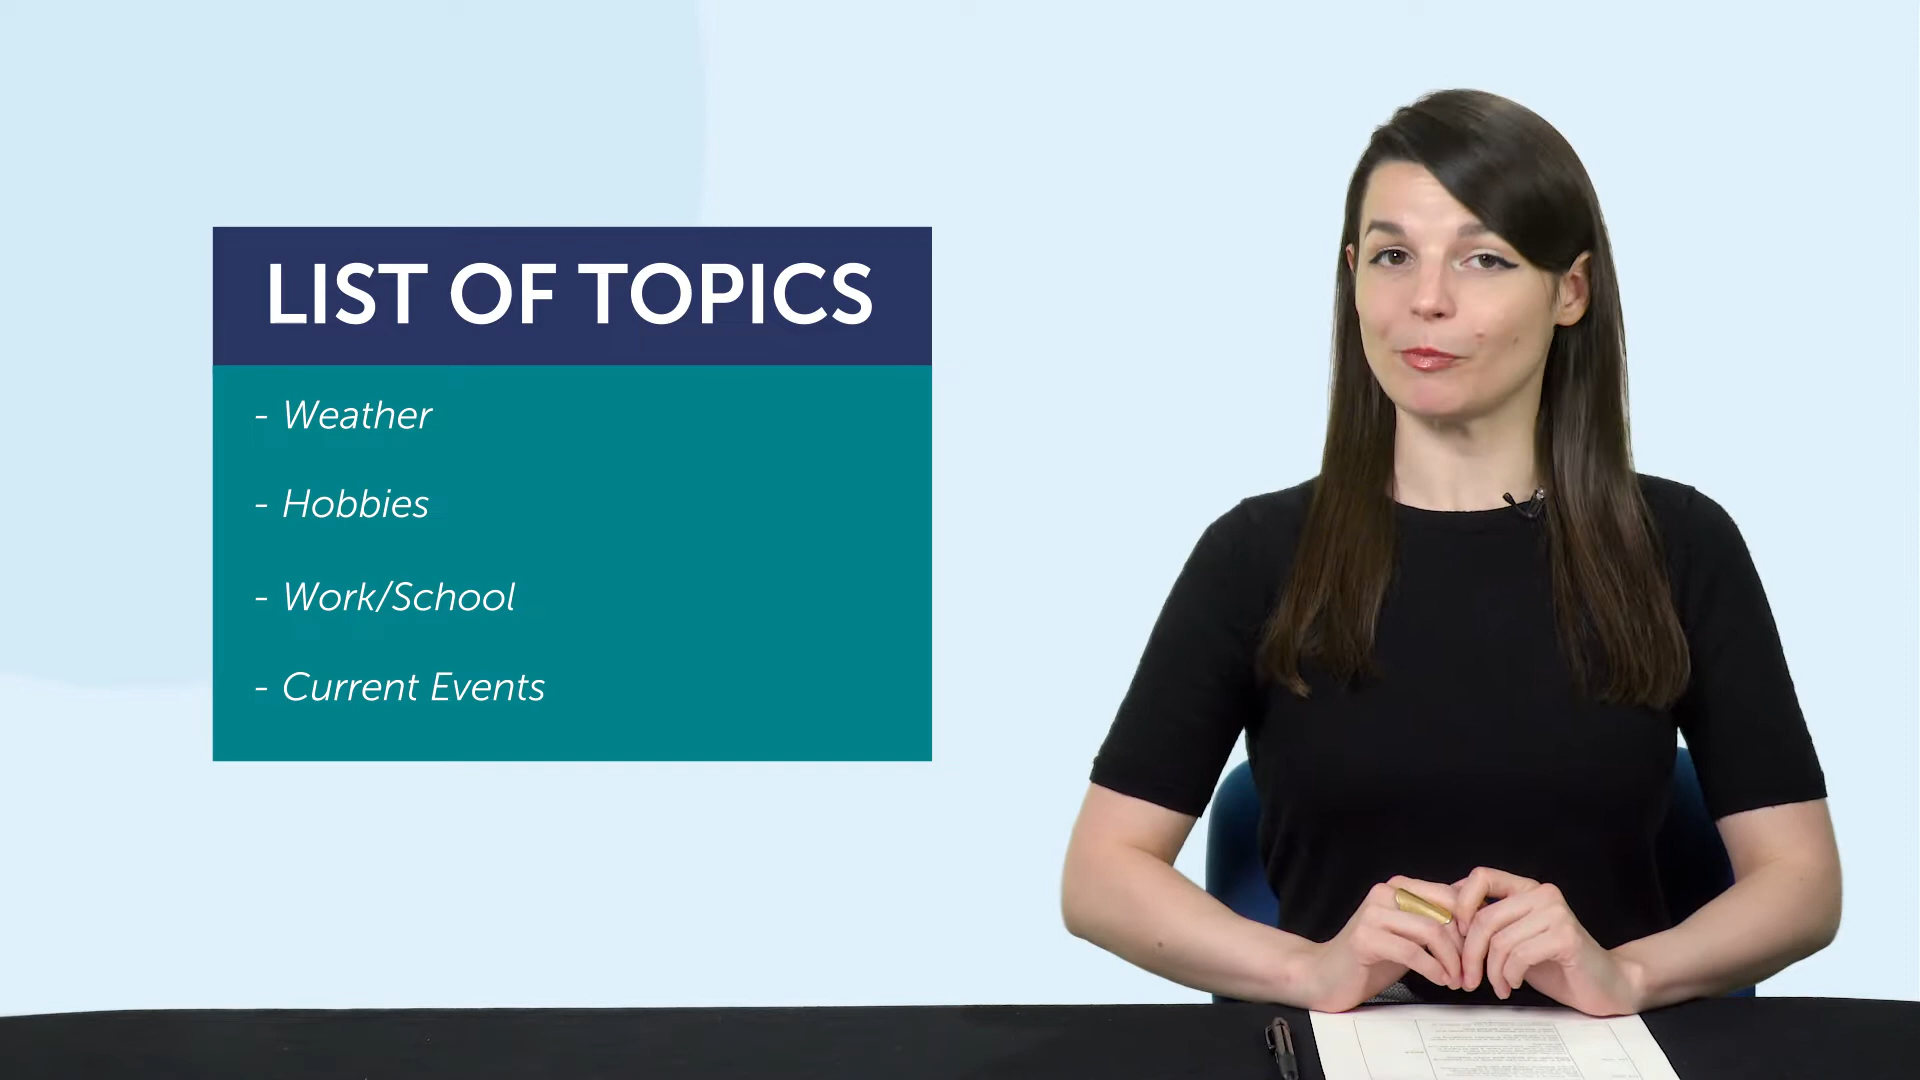 LIST OF TOPICS
- Weather
- Hobbies
- Work/School
- Current Events